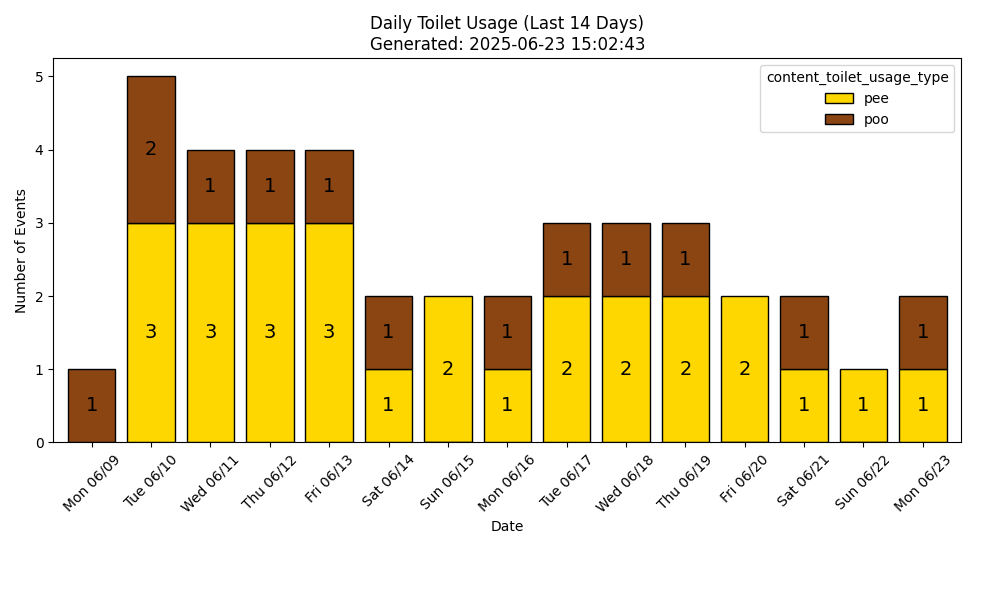 Daily Toilet Usage (Last 14 Days)
Generated: 2025-06-23 15:02:43
content_toilet_usage_type
pee
poo
Number of Events
5
4
3
2
1
0
2
1
1
1
1
1
1
1
1
1
1
1
3
3
3
3
1
2
1
2
2
2
2
1
1
1
Mon 06/09
Tue 06/10
Wed 06/11
Thu 06/12
Fri 06/13
Sat 06/14
Sun 06/15
Mon 06/16
Tue 06/17
Wed 06/18
Thu 06/19
Fri 06/20
Sat 06/21
Sun 06/22
Mon 06/23
Date